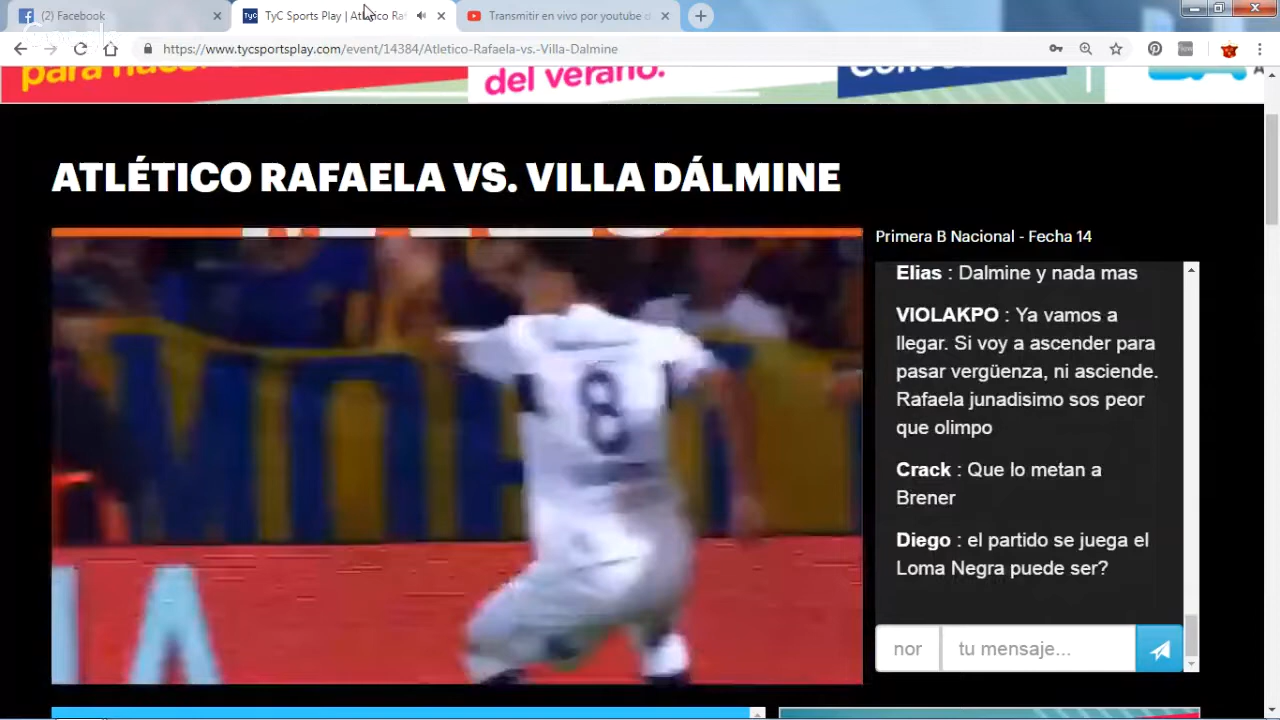 (2) Facebook
TyC Sports Play | Atlético Raf
Transmitir en vivo por youtube d
https://www.tycsportsplay.com/event/14384/Atletico-Rafaela-vs.-Villa-Dalmine
para hacer
del verano.
ATLÉTICO RAFAELA VS. VILLA DÁLMINE
Primera B Nacional - Fecha 14
Elias : Dalmine y nada mas
VIOLAKPO : Ya vamos a
llegar. Si voy a ascender para
pasar vergüenza, ni asciende.
Rafaela junadisimo sos peor
que olimpo
Crack : Que lo metan a
Brener
Diego : el partido se juega el
Loma Negra puede ser?
8
nor
tu mensaje...